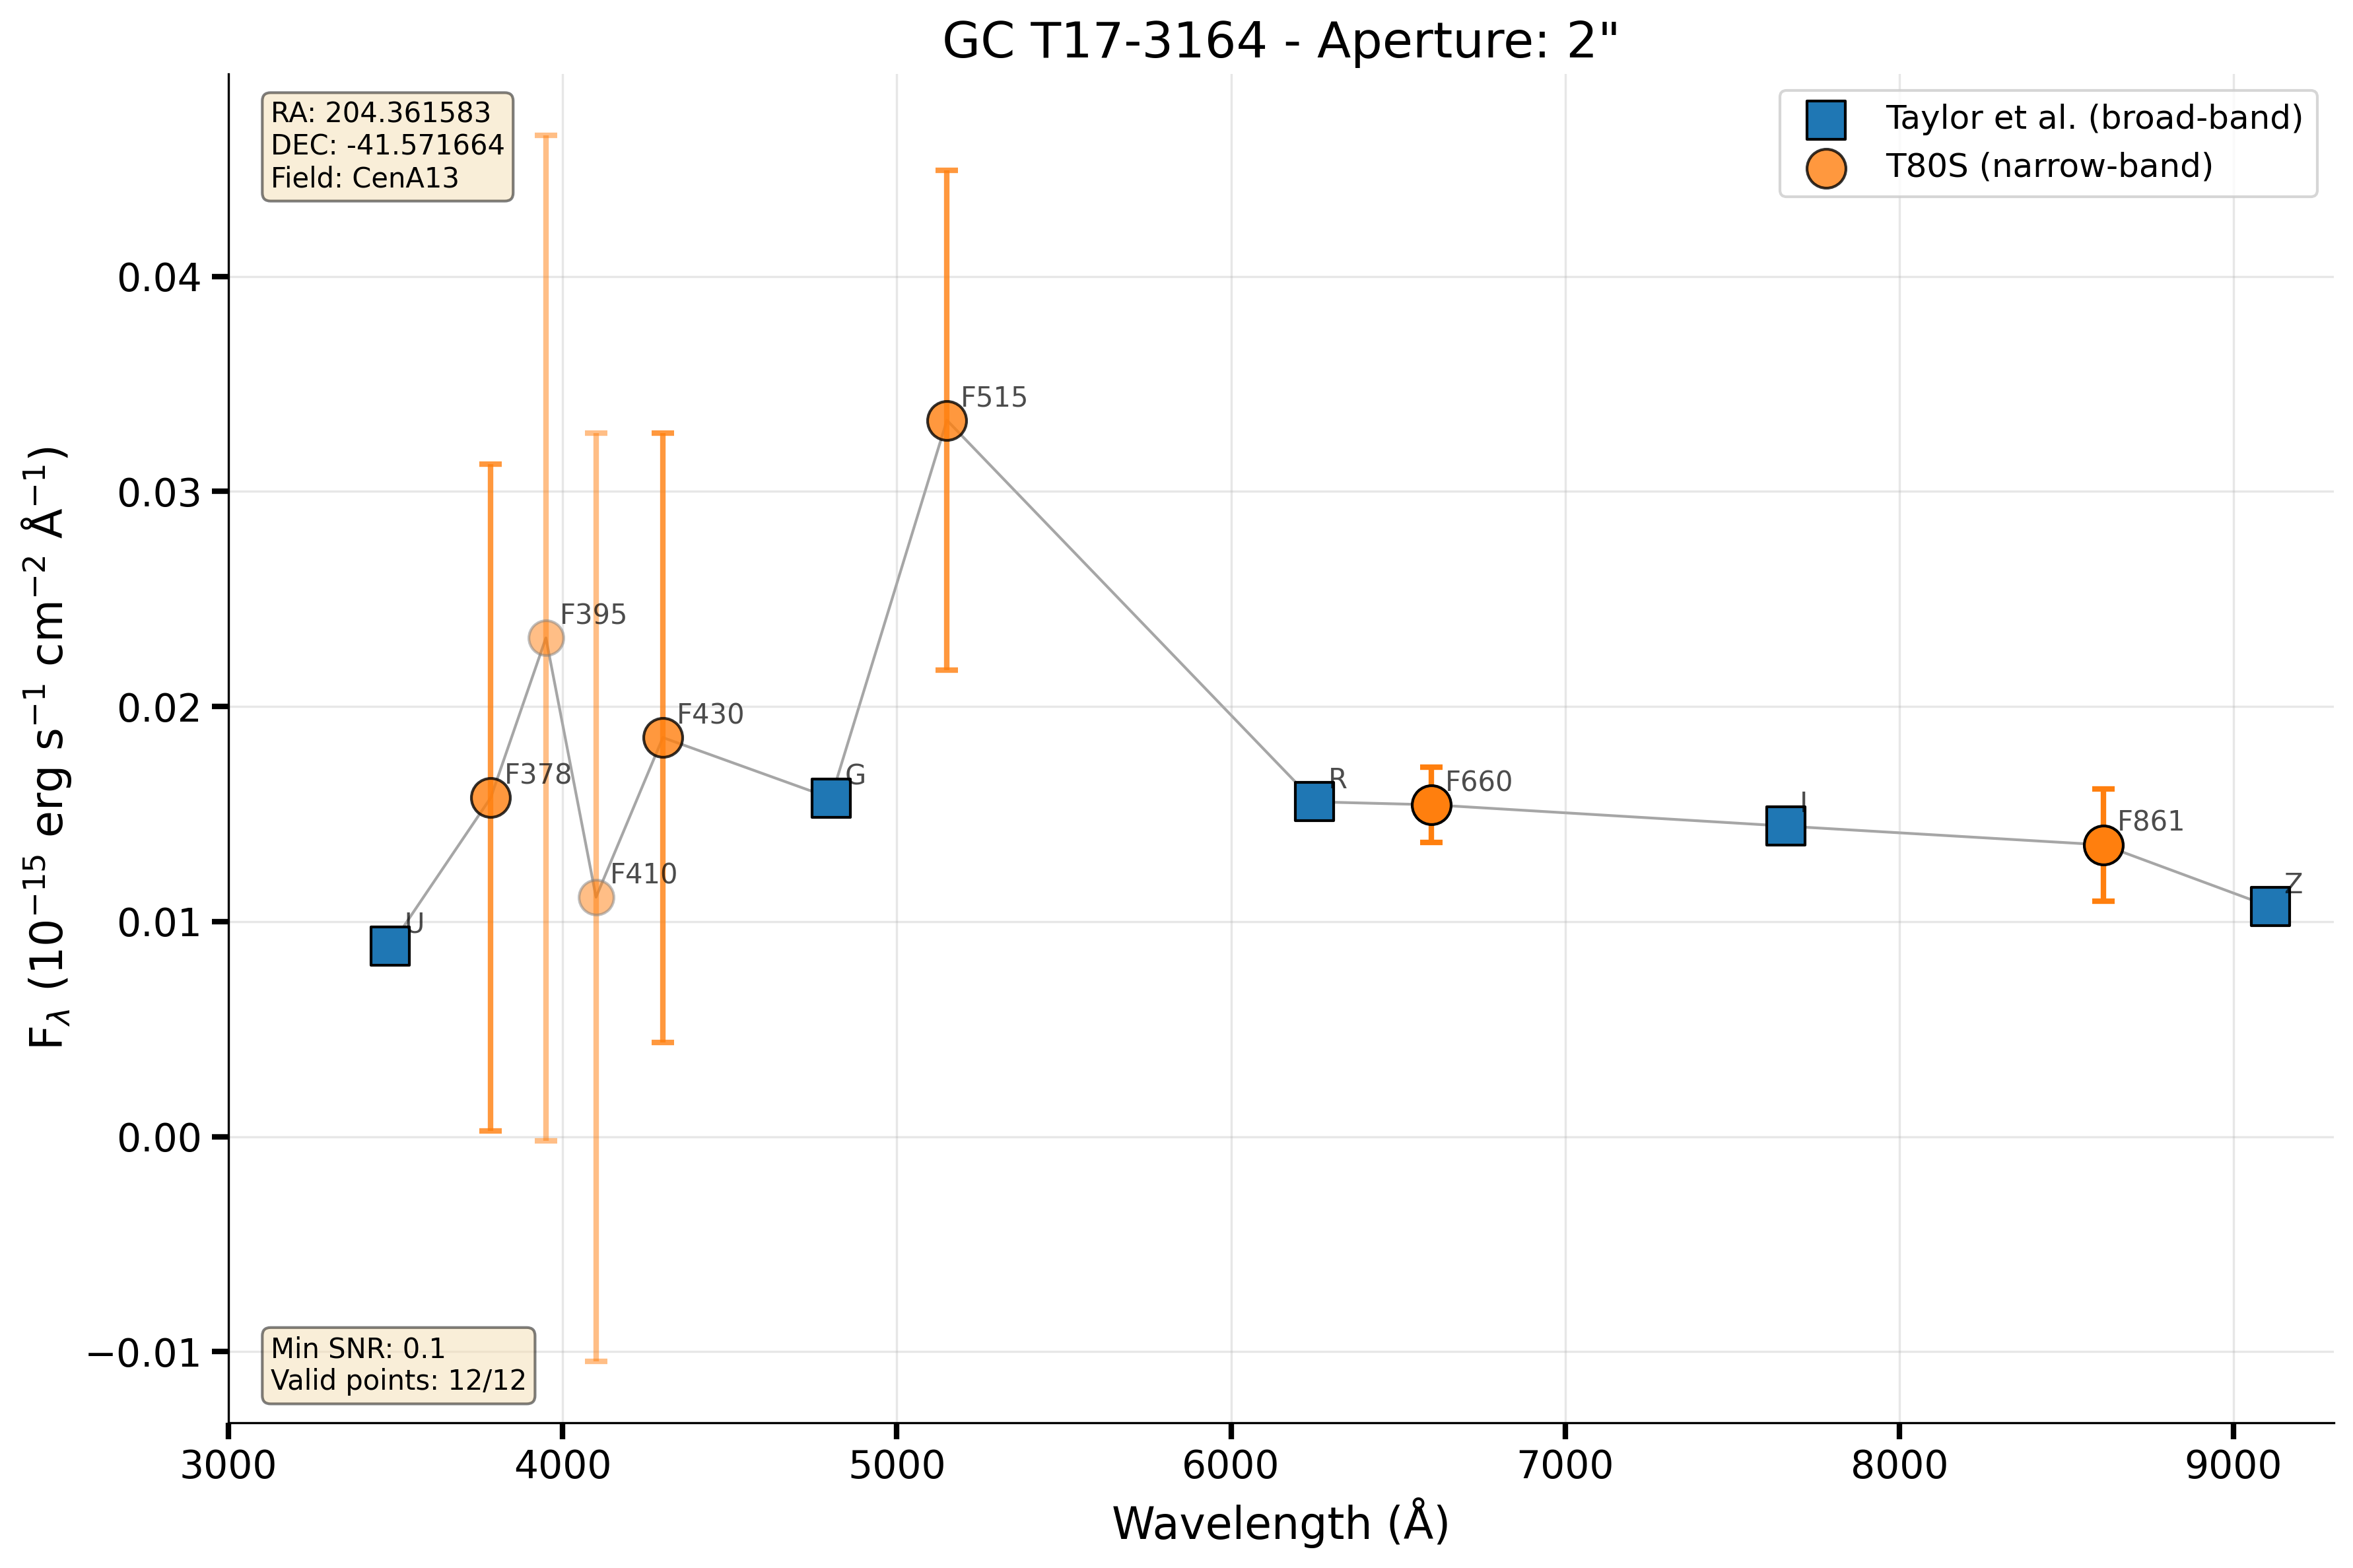 GC T17-3164 - Aperture: 2"
RA: 204.361583
DEC: -41.571664
Field: CenA13
Taylor et al. (broad-band)
T80S (narrow-band)
F515
F395
F430
F378
G
R
F660
I
F861
F410
Z
U
0.04
0.03
0.02
0.01
0.00
−0.01
F$_λ$ (10⁻¹⁵ erg s⁻¹ cm⁻² Å⁻¹)
Min SNR: 0.1
Valid points: 12/12
3000 4000 5000 6000 7000 8000 9000
Wavelength (Å)